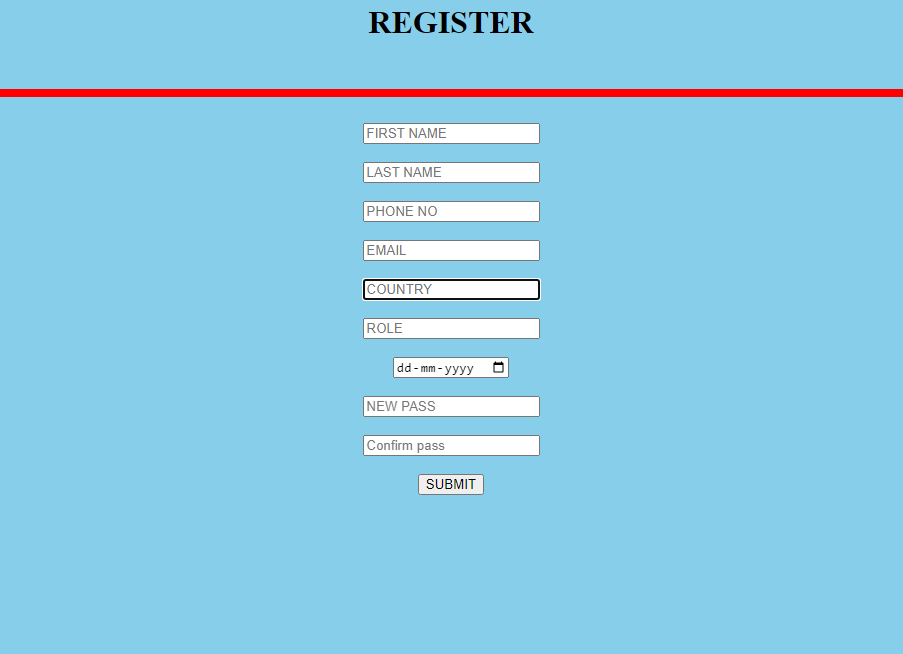 REGISTER
FIRST NAME
LAST NAME
PHONE NO
EMAIL
COUNTRY
ROLE
dd-mm-yyyy
NEW PASS
Confirm pass
SUBMIT